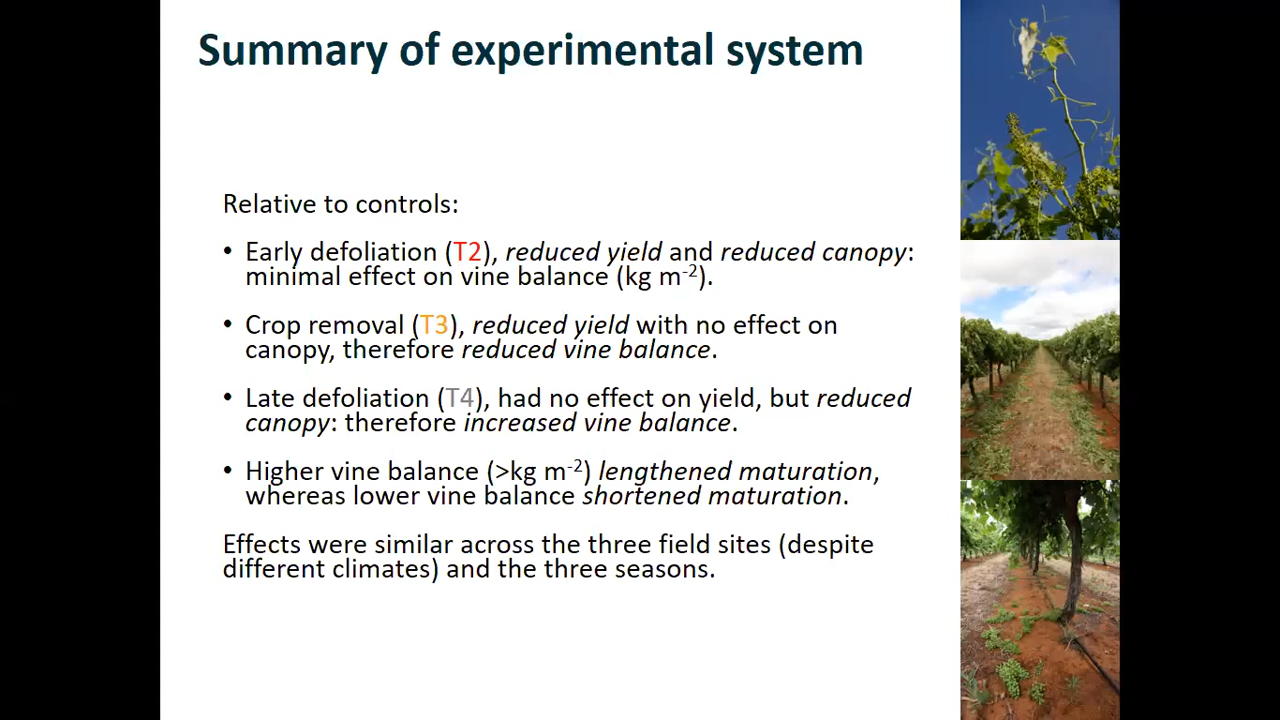 Summary of experimental system
Relative to controls:
• Early defoliation (T2), reduced yield and reduced canopy:
minimal effect on vine balance (kg m⁻²).
• Crop removal (T3), reduced yield with no effect on
canopy, therefore reduced vine balance.
• Late defoliation (T4), had no effect on yield, but reduced
canopy: therefore increased vine balance.
• Higher vine balance (>kg m⁻²) lengthened maturation,
whereas lower vine balance shortened maturation.
Effects were similar across the three field sites (despite
different climates) and the three seasons.